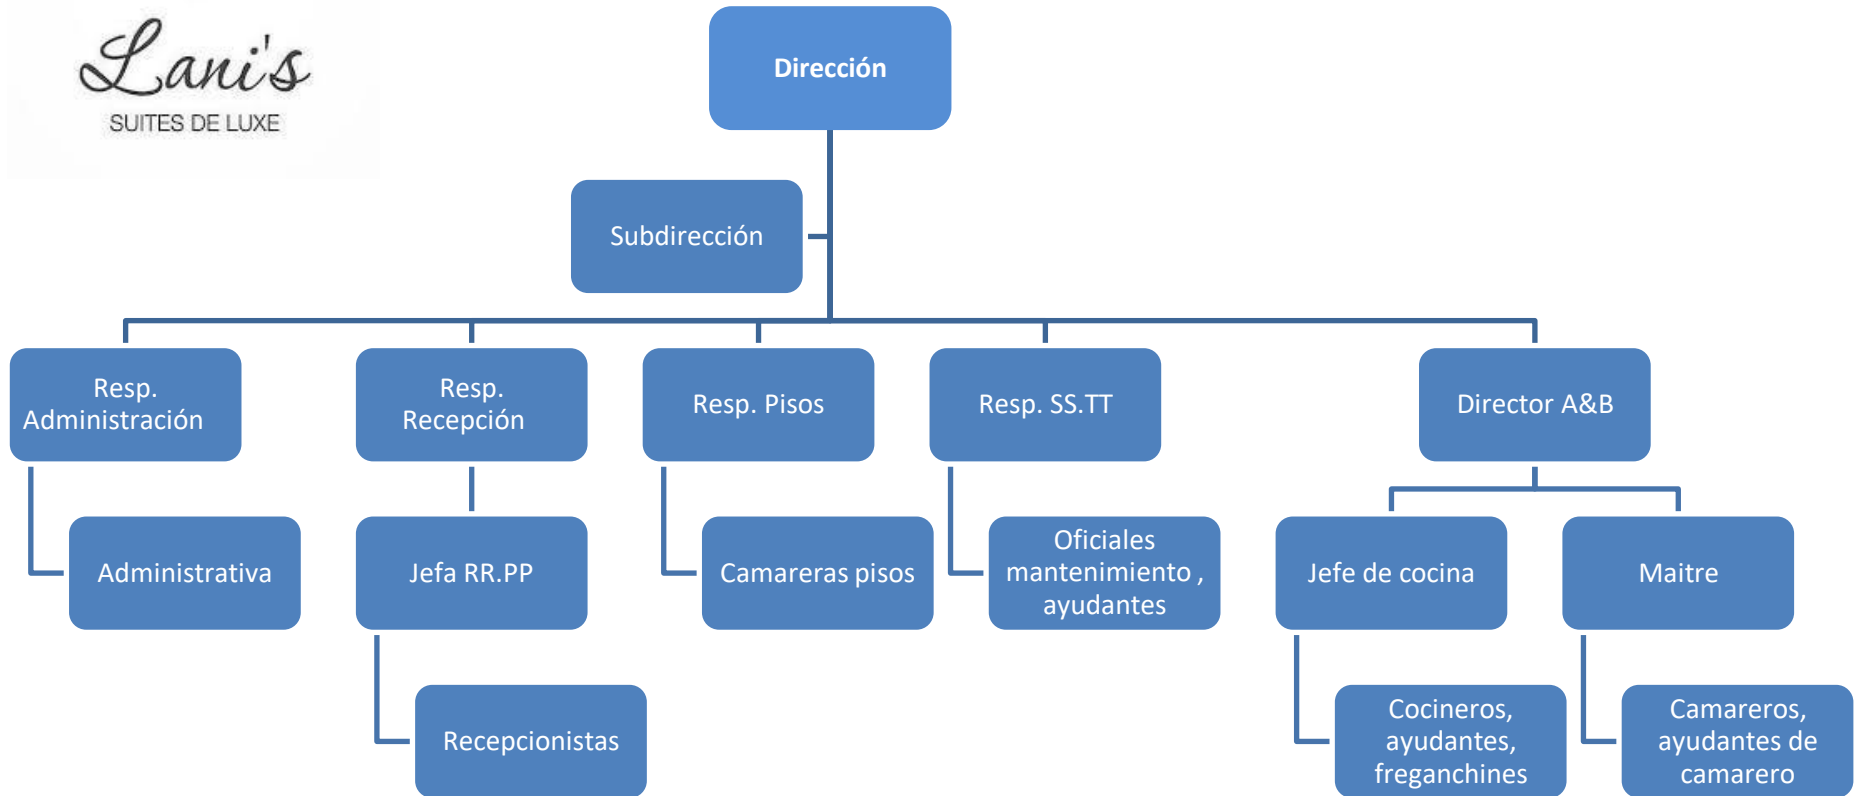 Lani's
SUITES DE LUXE
Dirección
Subdirección
Resp.
Administración
Resp.
Recepción
Resp. Pisos
Resp. SS.TT
Director A&B
Administrativa
Jefa RR.PP
Camareras pisos
Oficiales
mantenimiento ,
ayudantes
Jefe de cocina
Maitre
Recepcionistas
Cocineros,
ayudantes,
freganchines
Camareros,
ayudantes de
camarero